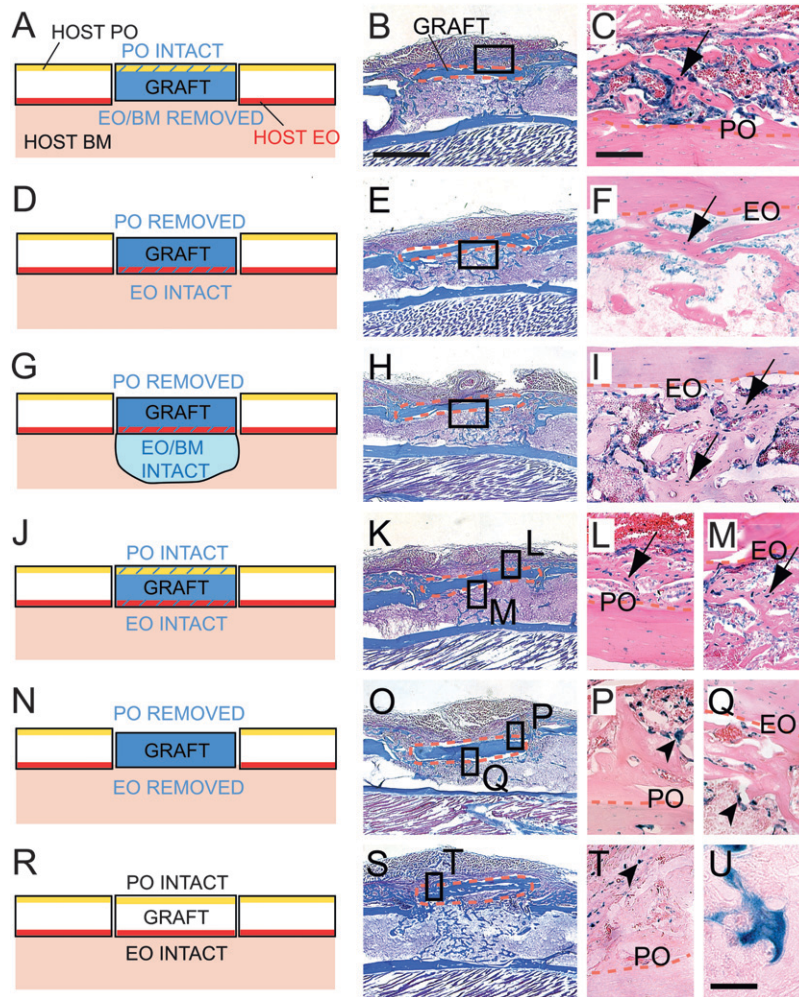 A
HOST PO
PO INTACT
GRAFT
EO/BM REMOVED
HOST BM
HOST EO
B
GRAFT
C
PO
D
PO REMOVED
GRAFT
EO INTACT
E
F
EO
G
PO REMOVED
GRAFT
EO/BM
INTACT
H
I
EO
J
PO INTACT
GRAFT
EO INTACT
K
L
M
L
PO
M
EO
N
PO REMOVED
GRAFT
EO REMOVED
O
P
Q
P
PO
Q
EO
R
PO INTACT
GRAFT
EO INTACT
S
T
T
PO
U